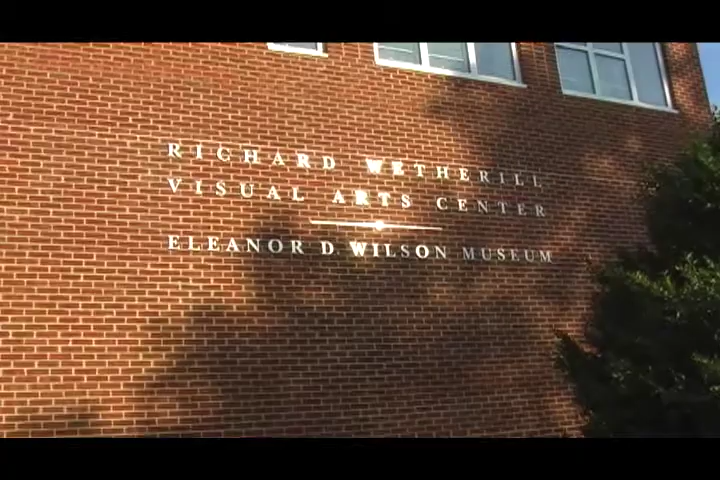 RICHARD WETHERILL
VISUAL ARTS CENTER
ELEANOR D. WILSON MUSEUM